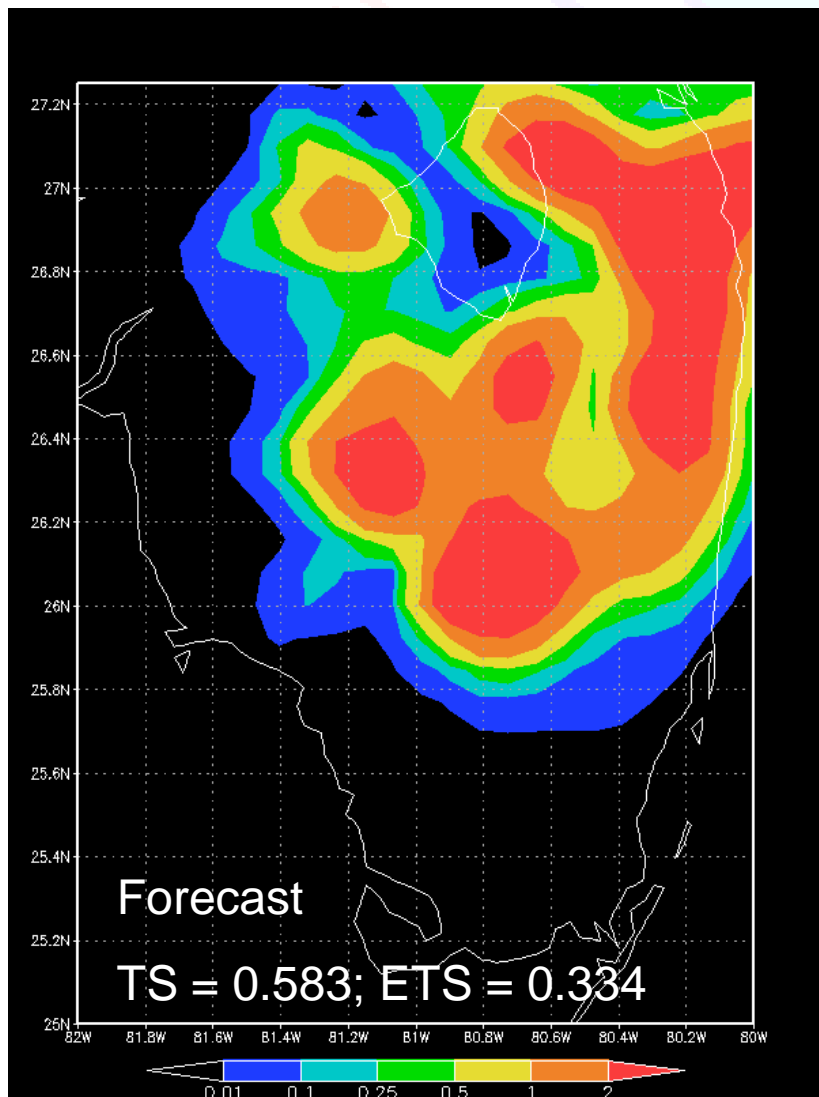 27.2N
27N
26.8N
26.6N
26.4N
26.2N
26N
25.8N
25.6N
25.4N
Forecast
25.2N
TS = 0.583; ETS = 0.334
25N
82W 81.8W 81.6W 81.4W 81.2W 81W 80.8W 80.6W 80.4W 80.2W 80W
0.01 0.1 0.25 0.5 1 2